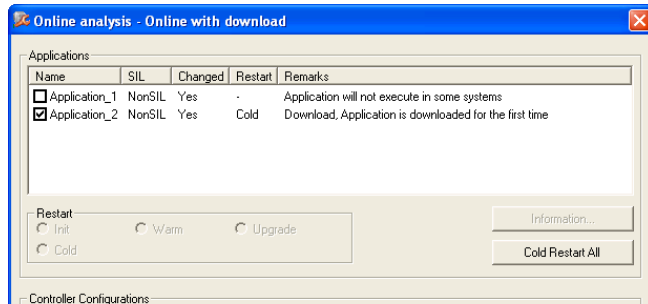 Online analysis - Online with download
Applications
Name SIL Changed Restart Remarks
Application_1 NonSIL Yes - Application will not execute in some systems
Application_2 NonSIL Yes Cold Download, Application is downloaded for the first time
Restart
Init Warm Upgrade
Cold
Information...
Cold Restart All
Controller Configurations